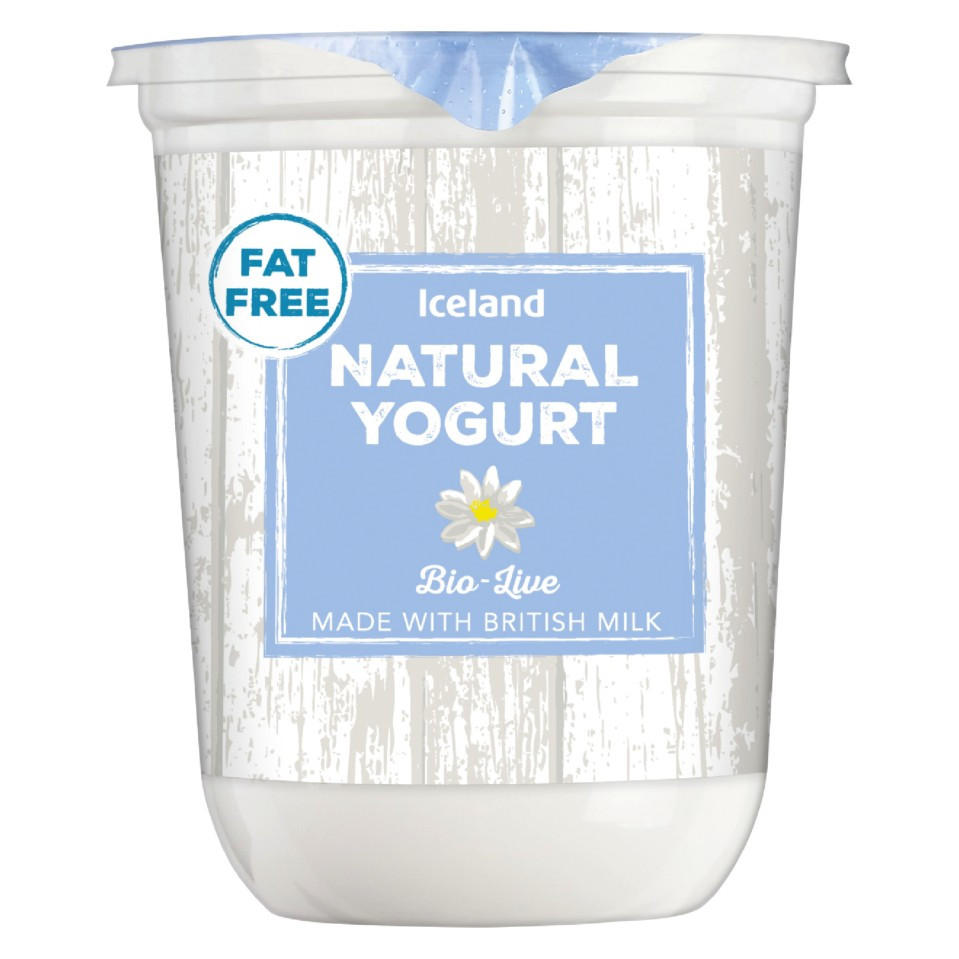 FAT
FREE
Iceland
NATURAL
YOGURT
Bio-Live
MADE WITH BRITISH MILK